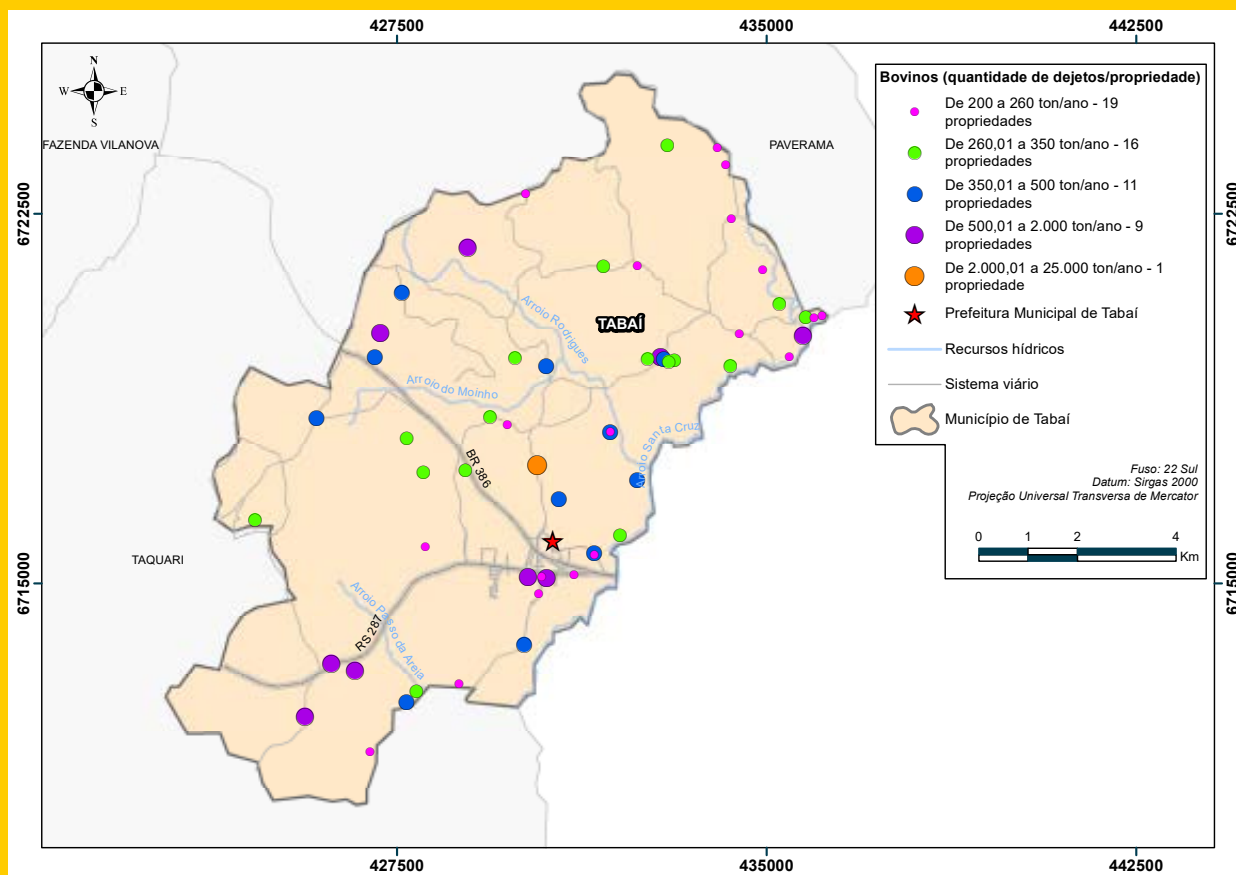 427500
435000
442500
N
W
E
S
FAZENDA VILANOVA
PAVERAMA
6722500
6722500
Bovinos (quantidade de dejetos/propriedade)
De 200 a 260 ton/ano - 19
propriedades
De 260,01 a 350 ton/ano - 16
propriedades
De 350,01 a 500 ton/ano - 11
propriedades
De 500,01 a 2.000 ton/ano - 9
propriedades
De 2.000,01 a 25.000 ton/ano - 1
propriedade
Prefeitura Municipal de Tabaí
Recursos hídricos
Sistema viário
Município de Tabaí
Fuso: 22 Sul
Datum: Sirgas 2000
Projeção Universal Transversa de Mercator
0
1
2
4
Km
Arroio Rodrigues
TABAÍ
Arroio do Moinho
Arroio Santa Cruz
BR 386
TAQUARI
6715000
6715000
Arroio Passo da Areia
RS 287
427500
435000
442500